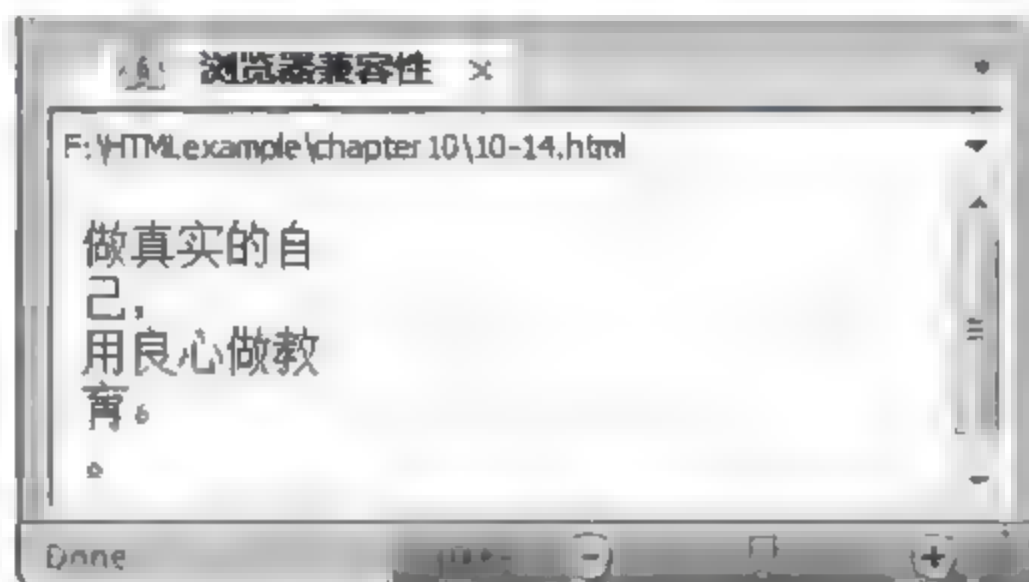 浏览器兼容性 ×
F:\HTMLexample\chapter 10\10-14.html
做真实的自
己，
用良心做教
育。6
。
Done